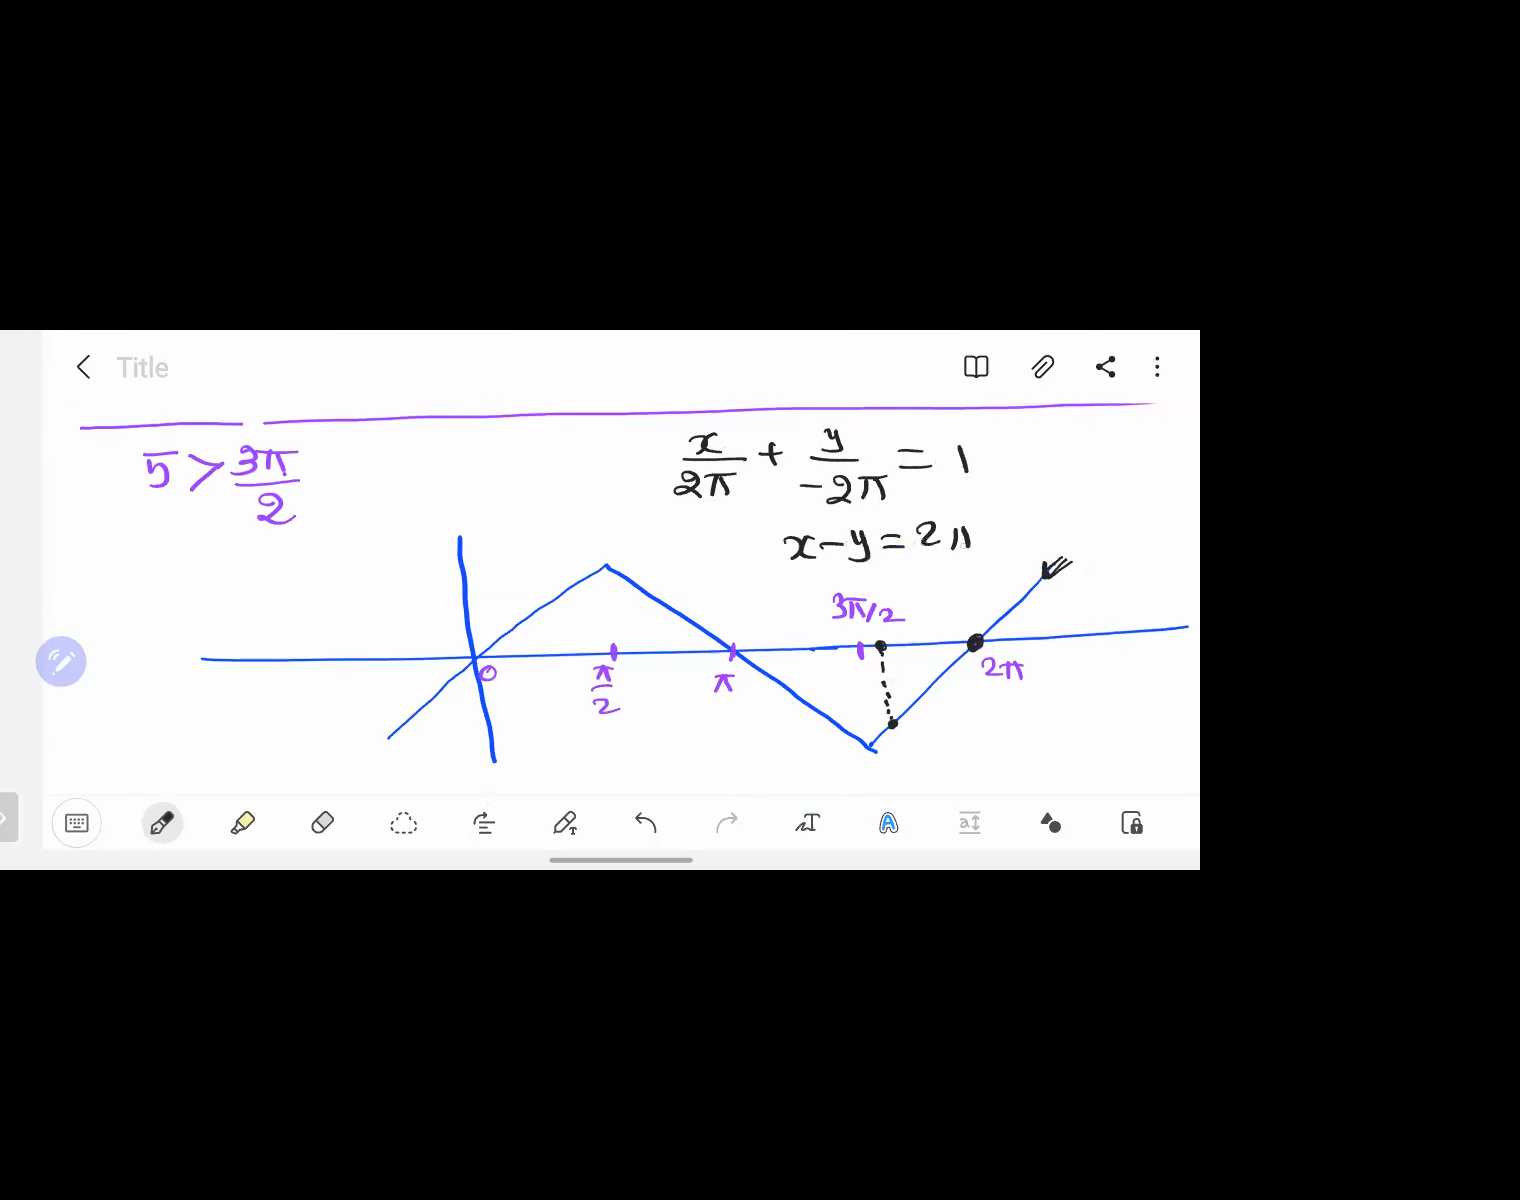 Title
5 > 3π/2
x/2π + y/-2π = 1
x - y = 2π
3π/2
0
π/2
π
2π